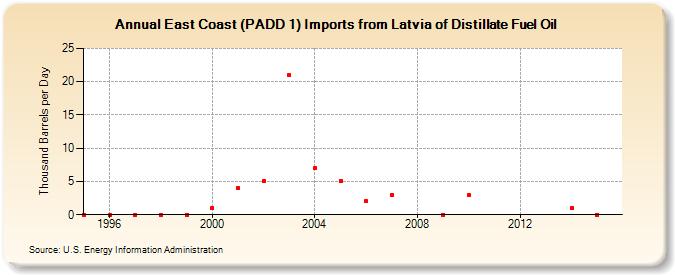 Annual East Coast (PADD 1) Imports from Latvia of Distillate Fuel Oil
Thousand Barrels per Day
25
20
15
10
5
0
1996 2000 2004 2008 2012
Source: U.S. Energy Information Administration